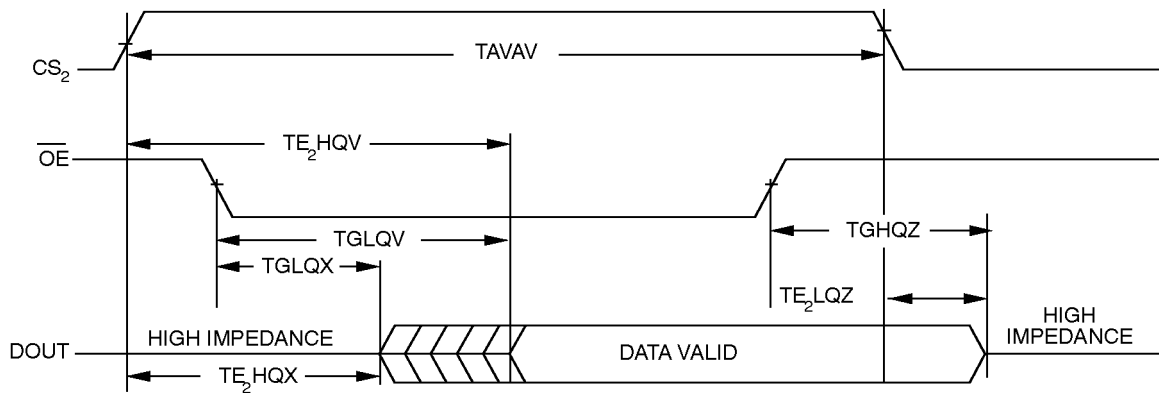 TAVAV
CS₂
TE₂HQV
OE
TGHQZ
TGLQV
TGLQX
TE₂LQZ
HIGH IMPEDANCE
HIGH IMPEDANCE
DOUT
DATA VALID
TE₂HQX